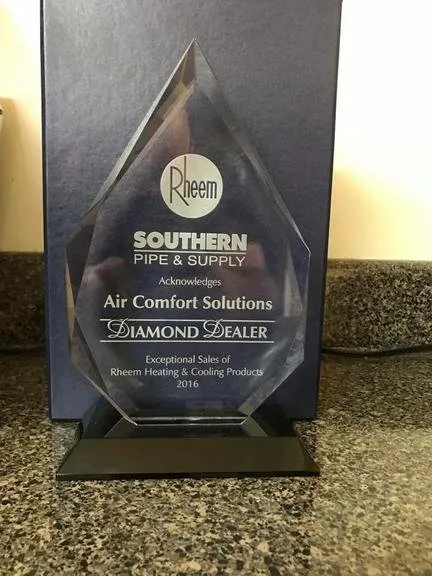 Rheem
SOUTHERN
PIPE & SUPPLY
Acknowledges
Air Comfort Solutions
DIAMOND DEALER
Exceptional Sales of
Rheem Heating & Cooling Products
2016